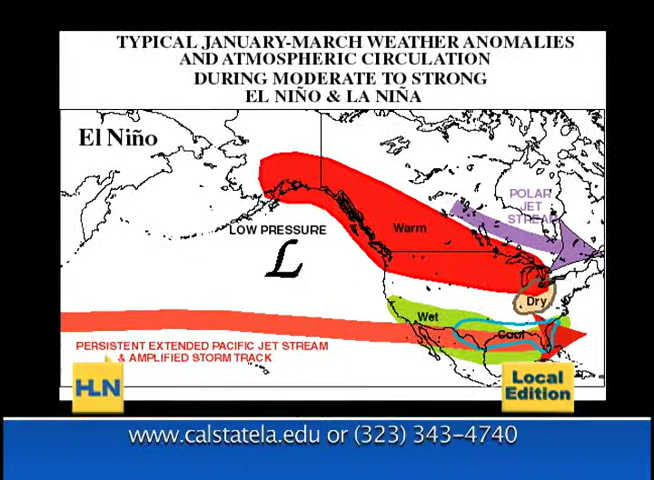 TYPICAL JANUARY-MARCH WEATHER ANOMALIES
AND ATMOSPHERIC CIRCULATION
DURING MODERATE TO STRONG
EL NIÑO & LA NIÑA
El Niño
POLAR
JET
STREAM
LOW PRESSURE
Warm
L
Dry
Wet
Cool
PERSISTENT EXTENDED PACIFIC JET STREAM
& AMPLIFIED STORM TRACK
HLN
Local
Edition
www.calstatela.edu or (323) 343-4740